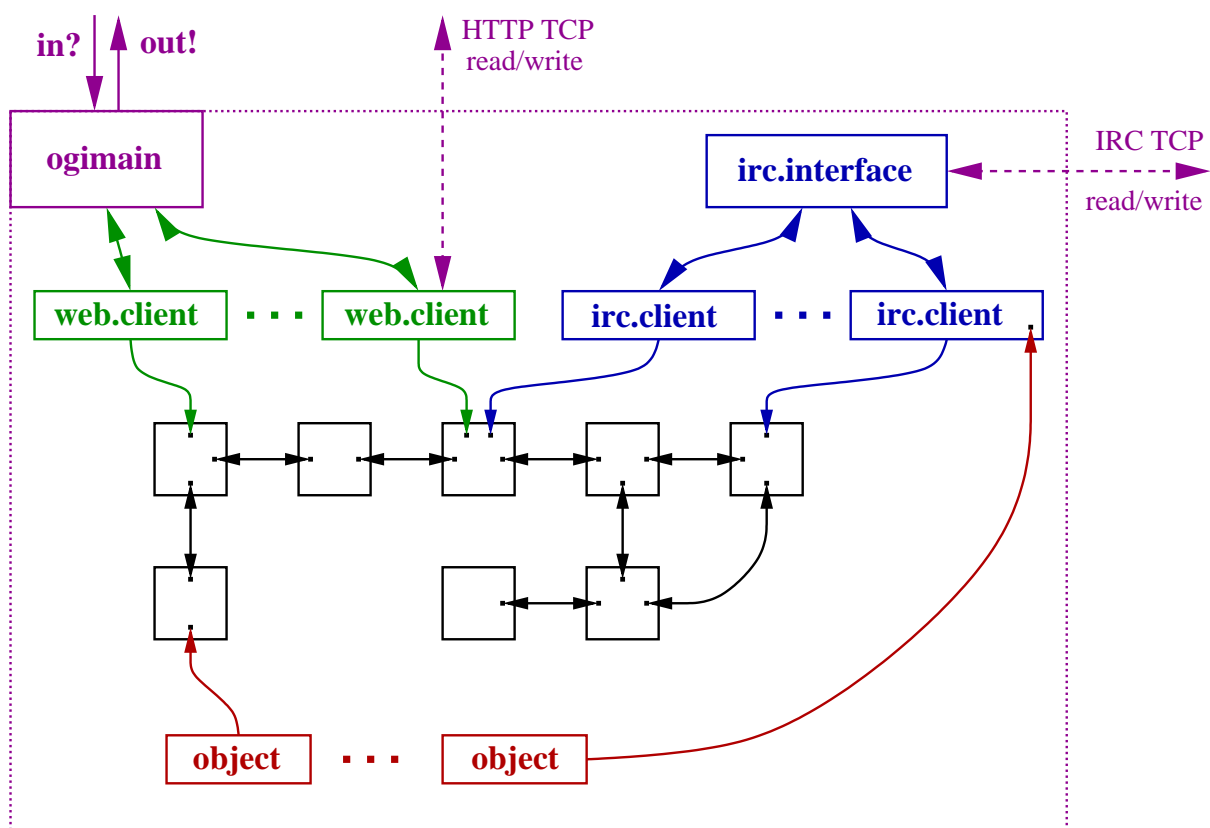 in?
out!
HTTP TCP
read/write
ogimain
irc.interface
IRC TCP
read/write
web.client
web.client
irc.client
irc.client
object
object